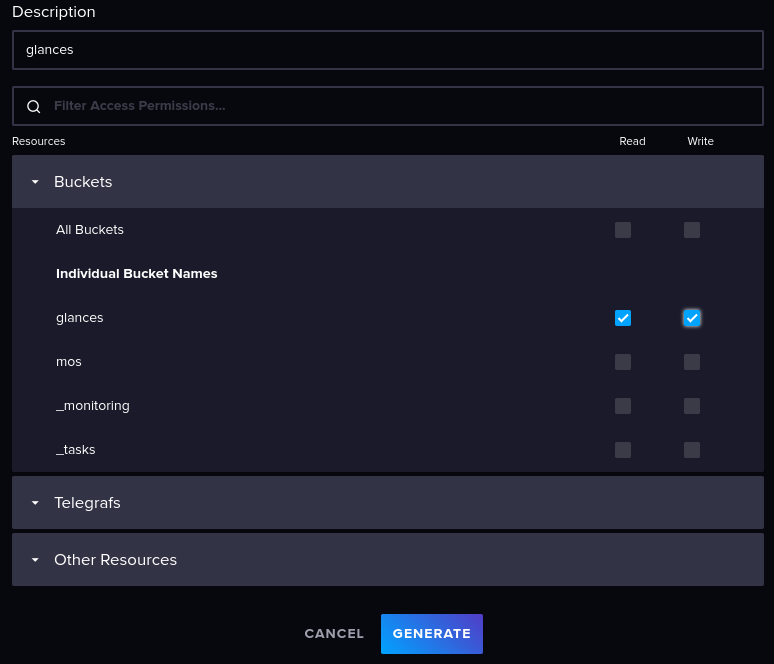 Description
glances
Filter Access Permissions...
Resources Read Write
Buckets
All Buckets
Individual Bucket Names
glances
mos
_monitoring
_tasks
Telegrafs
Other Resources
CANCEL GENERATE